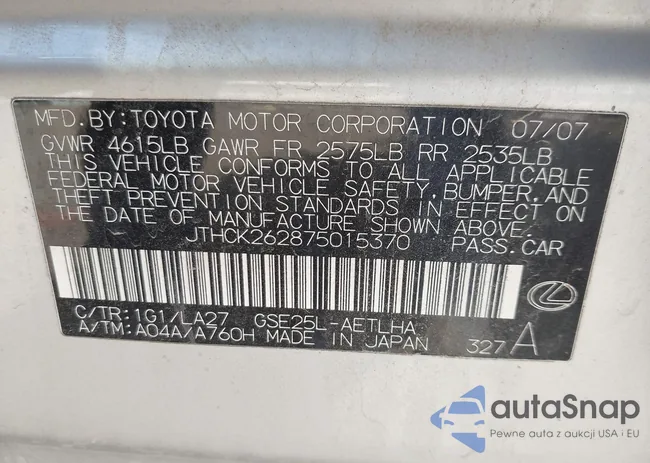 MFD.BY:TOYOTA MOTOR CORPORATION 07/07
GVWR 4615LB GAWR FR 2575LB RR 2535LB
THIS VEHICLE CONFORMS TO ALL APPLICABLE
FEDERAL MOTOR VEHICLE SAFETY,BUMPER,AND
THEFT PREVENTION STANDARDS IN EFFECT ON
THE DATE OF MANUFACTURE SHOWN ABOVE.
JTHCK262875015370 PASS.CAR
C/TR:1G1/LA27 GSE25L-AETLHA
A/TM:A04A/A760H MADE IN JAPAN 327 A
autaSnap
Pewne auta z aukcji USA i EU